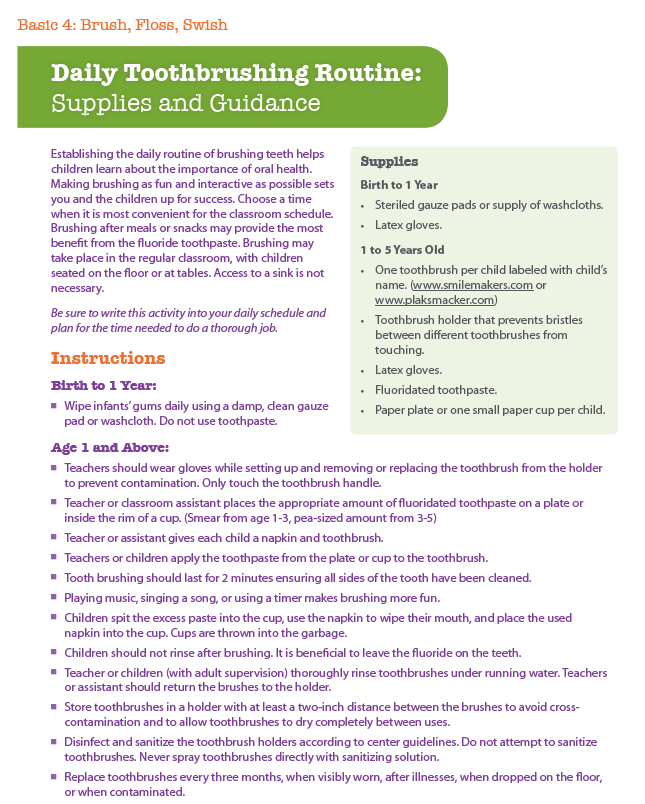 Basic 4: Brush, Floss, Swish
Daily Toothbrushing Routine:
Supplies and Guidance
Establishing the daily routine of brushing teeth helps
children learn about the importance of oral health.
Making brushing as fun and interactive as possible sets
you and the children up for success. Choose a time
when it is most convenient for the classroom schedule.
Brushing after meals or snacks may provide the most
benefit from the fluoride toothpaste. Brushing may
take place in the regular classroom, with children
seated on the floor or at tables. Access to a sink is not
necessary.
Be sure to write this activity into your daily schedule and
plan for the time needed to do a thorough job.
Supplies
Birth to 1 Year
• Steriled gauze pads or supply of washcloths.
• Latex gloves.
1 to 5 Years Old
• One toothbrush per child labeled with child's
name. (www.smilemakers.com or
www.plaksmacker.com)
• Toothbrush holder that prevents bristles
between different toothbrushes from
touching.
• Latex gloves.
• Fluoridated toothpaste.
• Paper plate or one small paper cup per child.
Instructions
Birth to 1 Year:
■ Wipe infants' gums daily using a damp, clean gauze
pad or washcloth. Do not use toothpaste.
Age 1 and Above:
■ Teachers should wear gloves while setting up and removing or replacing the toothbrush from the holder
to prevent contamination. Only touch the toothbrush handle.
■ Teacher or classroom assistant places the appropriate amount of fluoridated toothpaste on a plate or
inside the rim of a cup. (Smear from age 1-3, pea-sized amount from 3-5)
■ Teacher or assistant gives each child a napkin and toothbrush.
■ Teachers or children apply the toothpaste from the plate or cup to the toothbrush.
■ Tooth brushing should last for 2 minutes ensuring all sides of the tooth have been cleaned.
■ Playing music, singing a song, or using a timer makes brushing more fun.
■ Children spit the excess paste into the cup, use the napkin to wipe their mouth, and place the used
napkin into the cup. Cups are thrown into the garbage.
■ Children should not rinse after brushing. It is beneficial to leave the fluoride on the teeth.
■ Teacher or children (with adult supervision) thoroughly rinse toothbrushes under running water. Teachers
or assistant should return the brushes to the holder.
■ Store toothbrushes in a holder with at least a two-inch distance between the brushes to avoid cross-
contamination and to allow toothbrushes to dry completely between uses.
■ Disinfect and sanitize the toothbrush holders according to center guidelines. Do not attempt to sanitize
toothbrushes. Never spray toothbrushes directly with sanitizing solution.
■ Replace toothbrushes every three months, when visibly worn, after illnesses, when dropped on the floor,
or when contaminated.